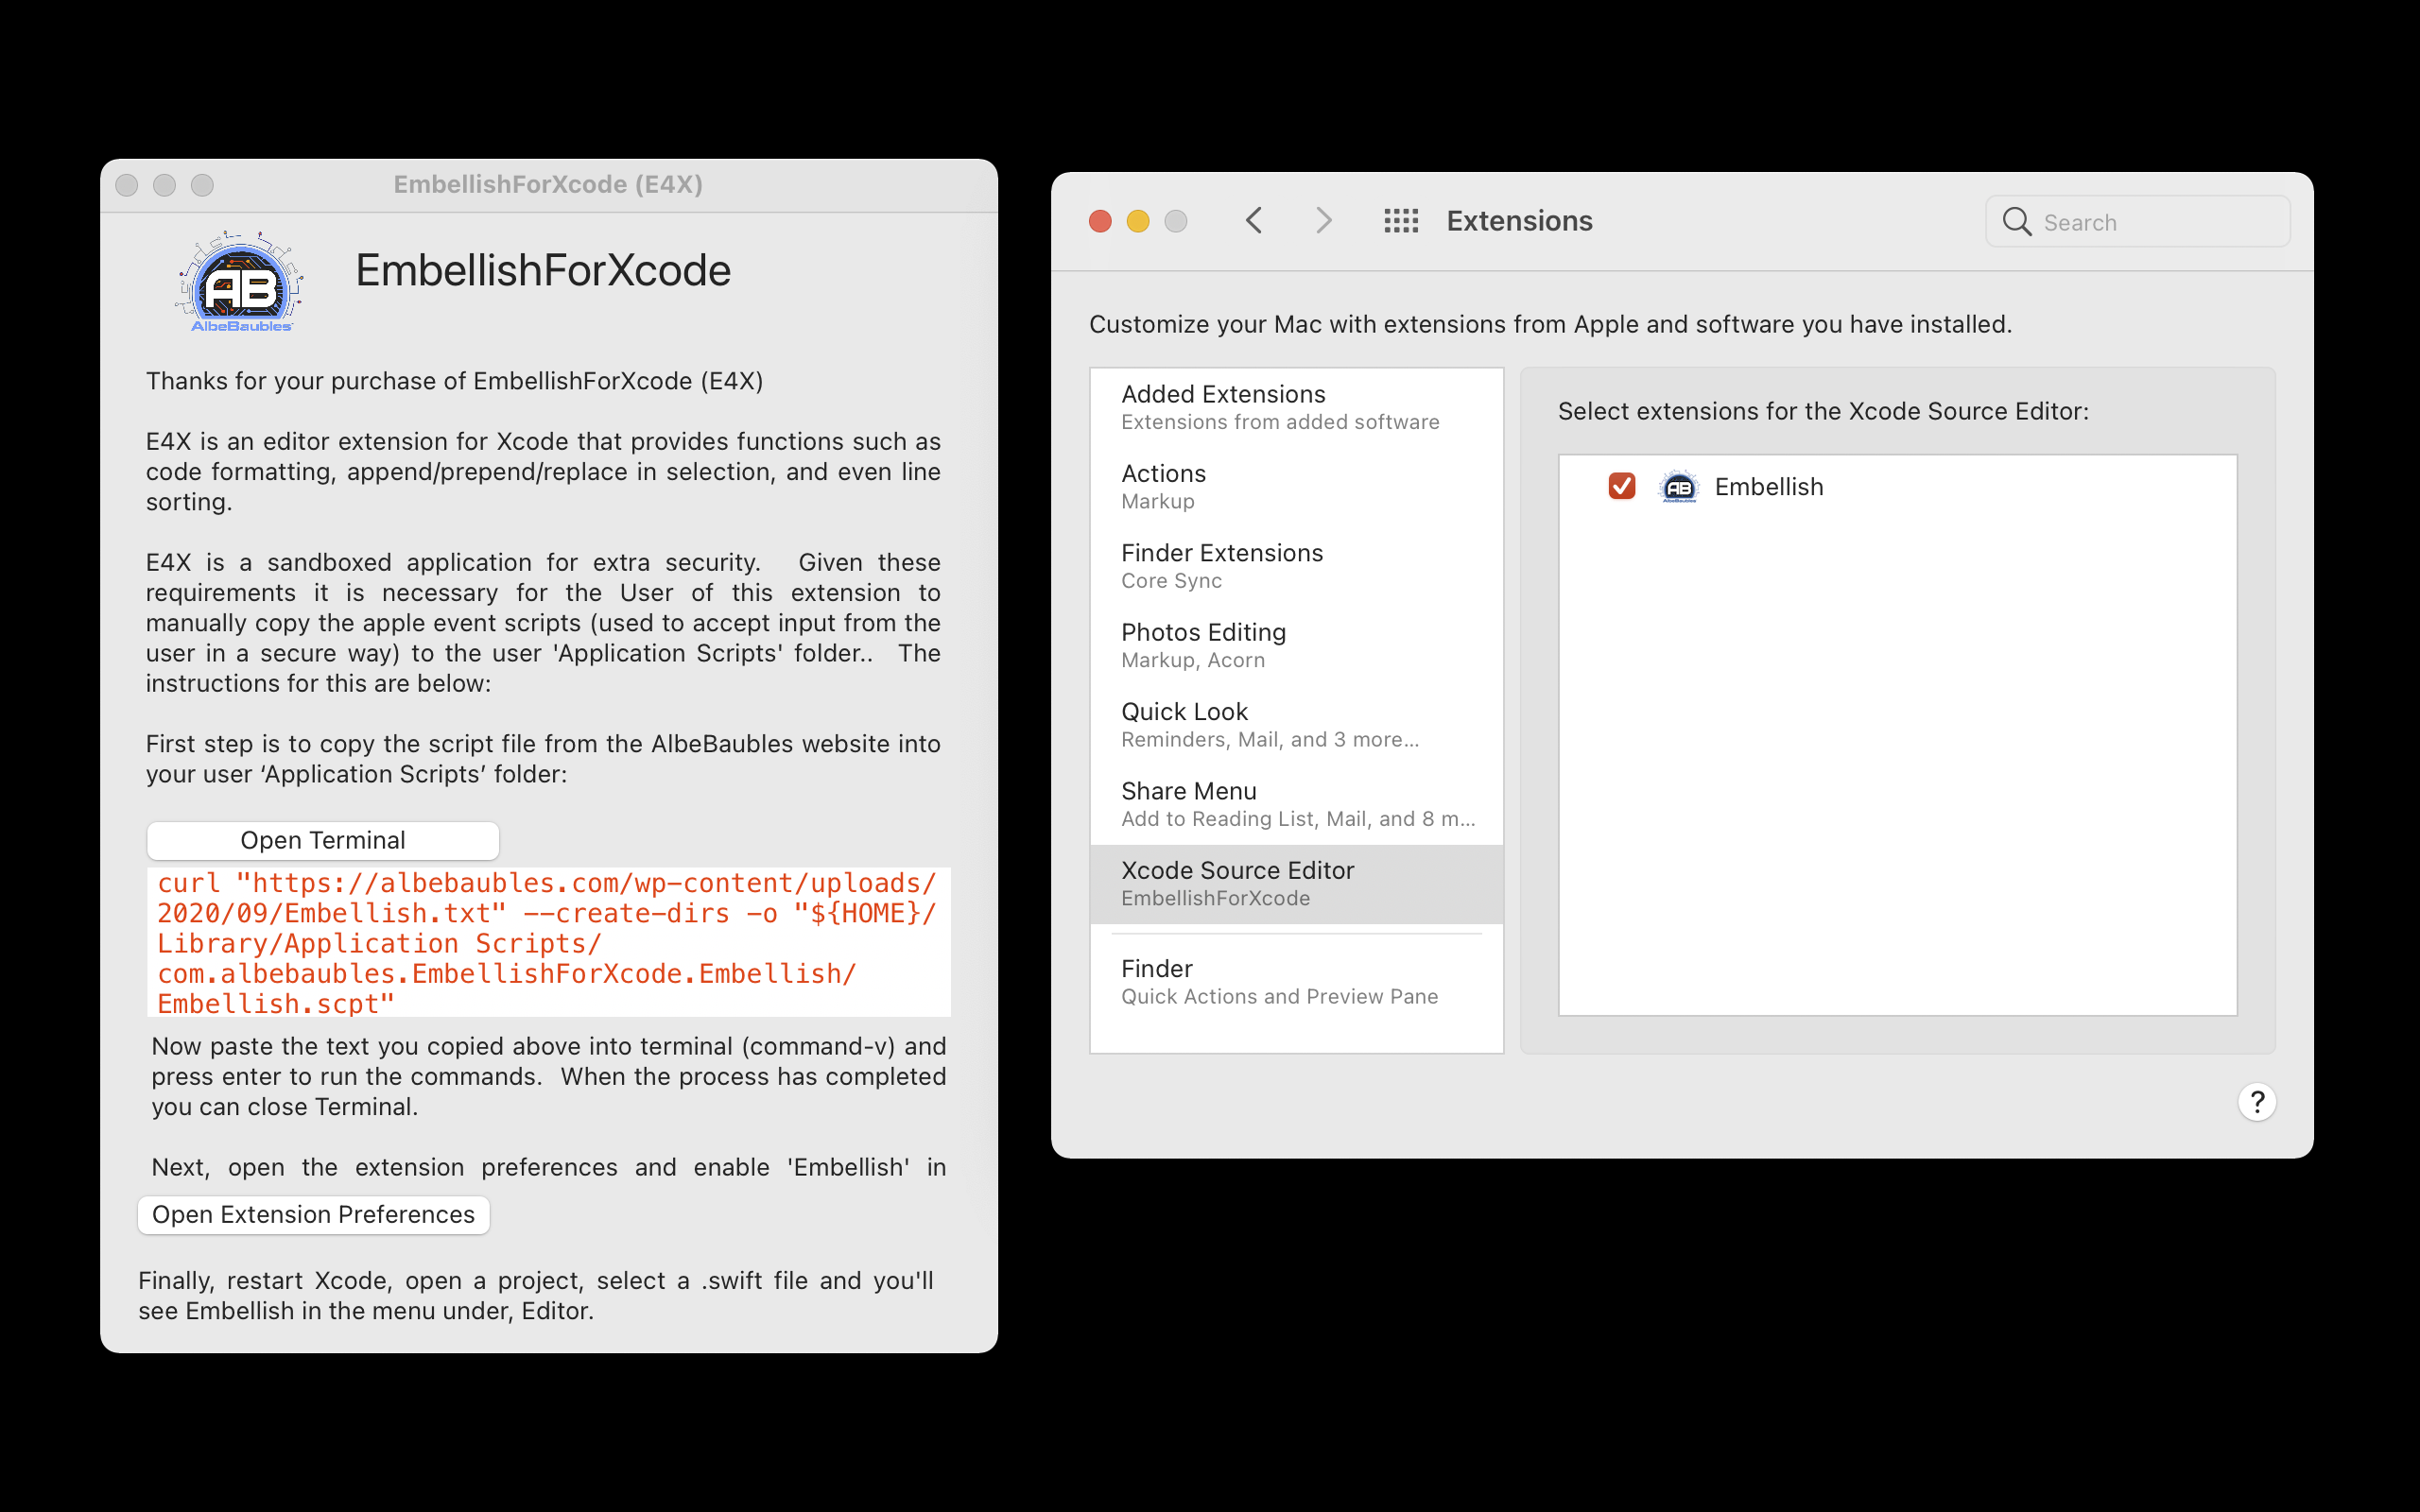 EmbellishForXcode (E4X)
AB
AlbeBaubles
EmbellishForXcode
Thanks for your purchase of EmbellishForXcode (E4X)
E4X is an editor extension for Xcode that provides functions such as
code formatting, append/prepend/replace in selection, and even line
sorting.
E4X is a sandboxed application for extra security.  Given these
requirements it is necessary for the User of this extension to
manually copy the apple event scripts (used to accept input from the
user in a secure way) to the user 'Application Scripts' folder..  The
instructions for this are below:
First step is to copy the script file from the AlbeBaubles website into
your user ‘Application Scripts’ folder:
Open Terminal
curl "https://albebaubles.com/wp-content/uploads/
2020/09/Embellish.txt" --create-dirs -o "${HOME}/
Library/Application Scripts/
com.albebaubles.EmbellishForXcode.Embellish/
Embellish.scpt"
Now paste the text you copied above into terminal (command-v) and
press enter to run the commands.  When the process has completed
you can close Terminal.
Next, open the extension preferences and enable 'Embellish' in
Open Extension Preferences
Finally, restart Xcode, open a project, select a .swift file and you'll
see Embellish in the menu under, Editor.
Extensions
Search
Customize your Mac with extensions from Apple and software you have installed.
Added Extensions
Extensions from added software
Actions
Markup
Finder Extensions
Core Sync
Photos Editing
Markup, Acorn
Quick Look
Reminders, Mail, and 3 more...
Share Menu
Add to Reading List, Mail, and 8 m...
Xcode Source Editor
EmbellishForXcode
Finder
Quick Actions and Preview Pane
Select extensions for the Xcode Source Editor:
AB
AlbeBaubles
Embellish
?